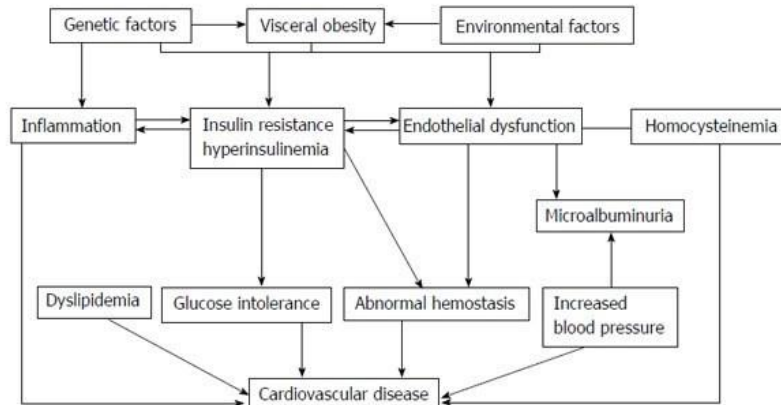 Genetic factors
Visceral obesity
Environmental factors
Inflammation
Insulin resistance
hyperinsulinemia
Endothelial dysfunction
Homocysteinemia
Microalbuminuria
Dyslipidemia
Glucose intolerance
Abnormal hemostasis
Increased
blood pressure
Cardiovascular disease